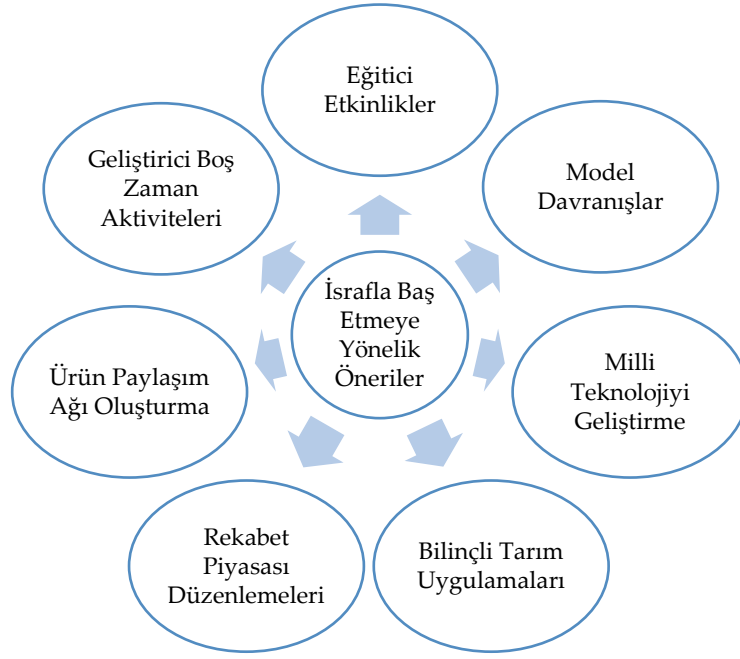 Eğitici
Etkinlikler
Model
Davranışlar
Milli
Teknolojiyi
Geliştirme
Bilinçli Tarım
Uygulamaları
Rekabet
Piyasası
Düzenlemeleri
Ürün Paylaşım
Ağı Oluşturma
Geliştirici Boş
Zaman
Aktiviteleri
İsrafla Baş
Etmeye
Yönelik
Öneriler